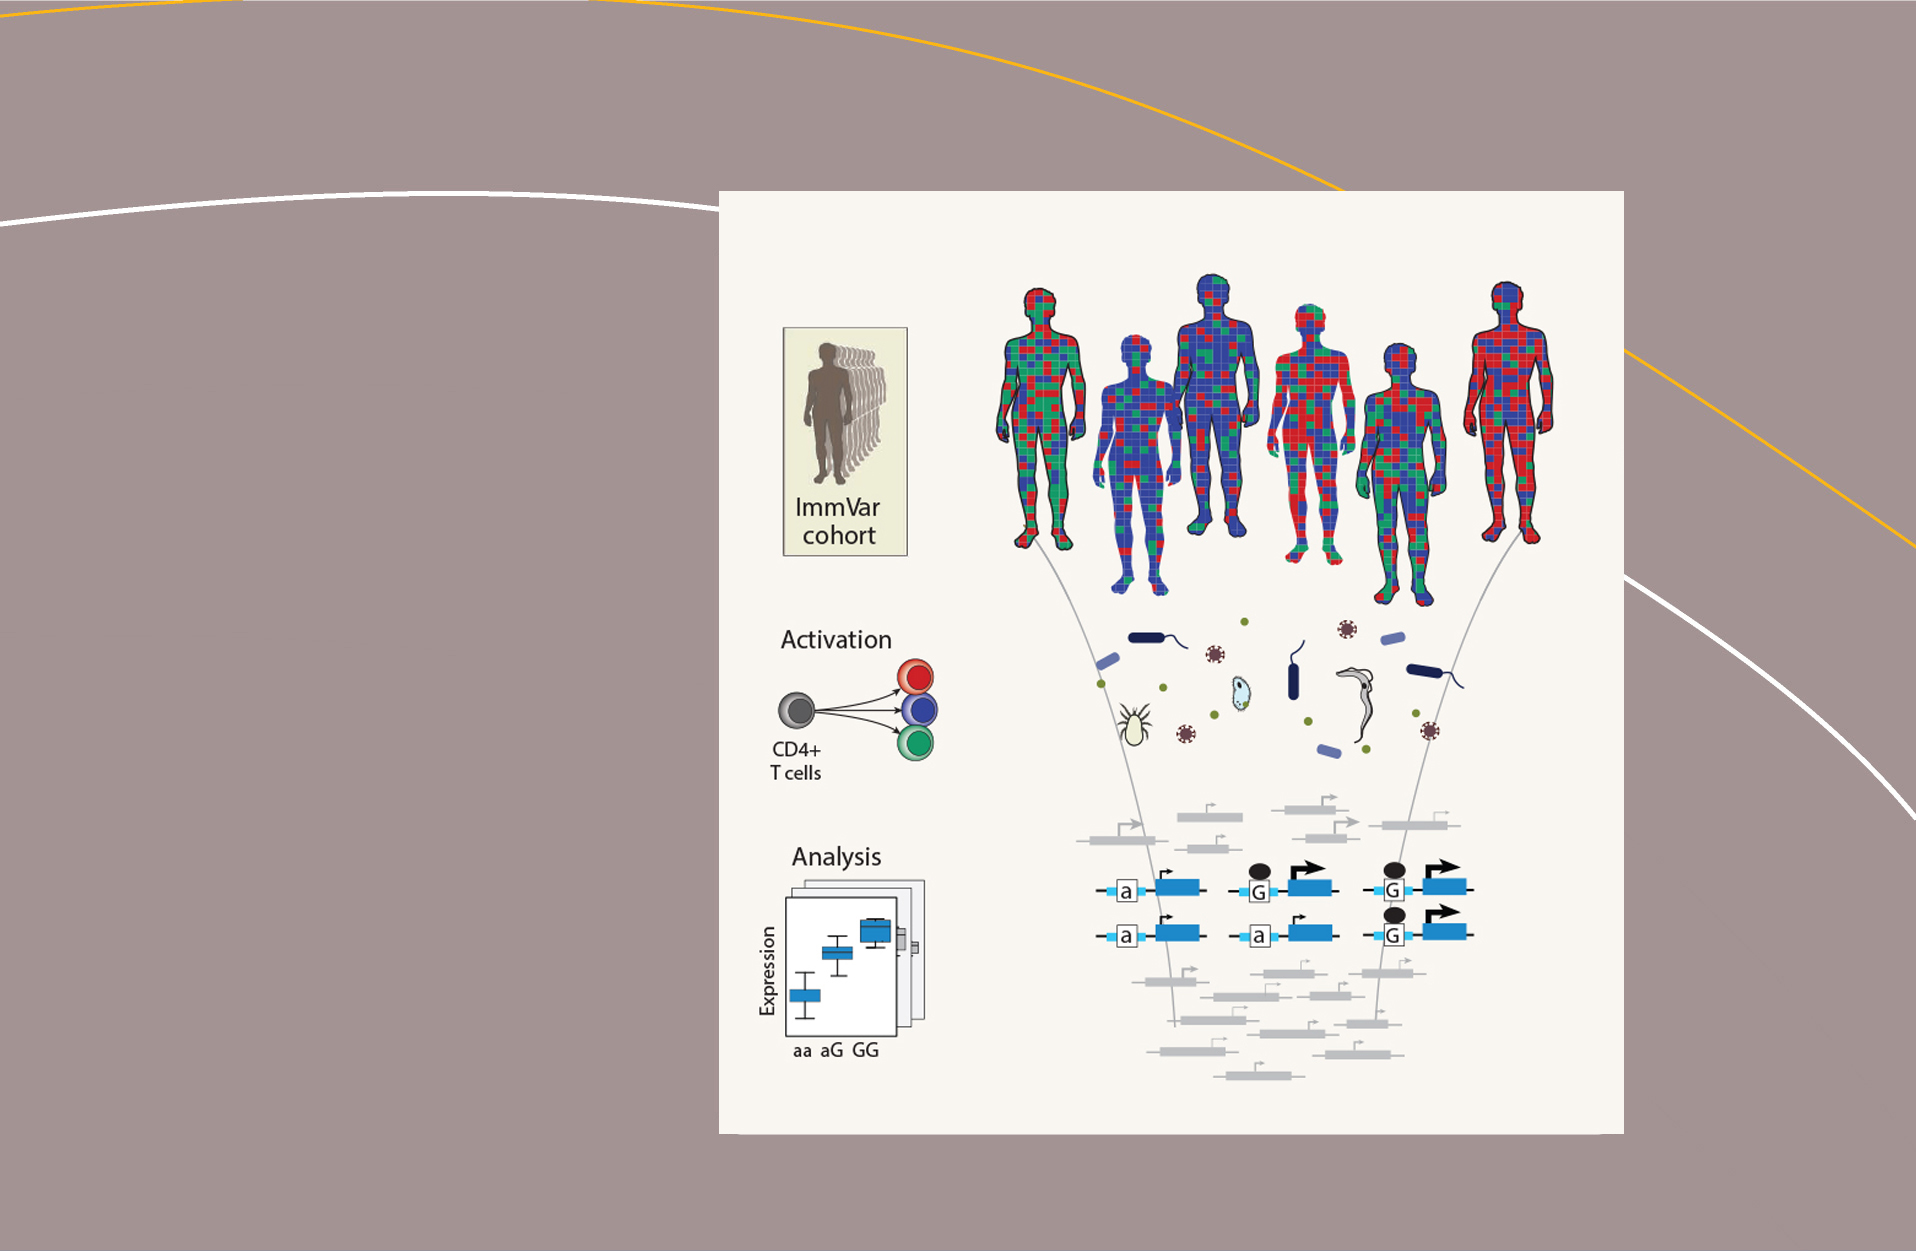 ImmVar
cohort
Activation
CD4+
T cells
Analysis
Expression
aa aG GG
a
G
G
a
a
G